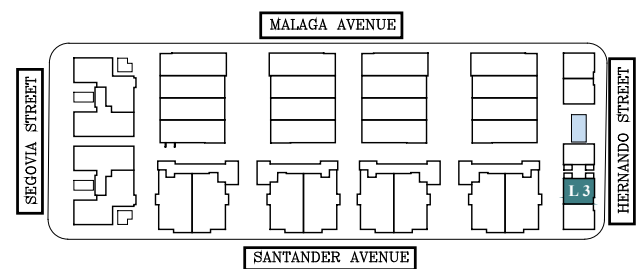 MALAGA AVENUE
SEGOVIA STREET
HERNANDO STREET
L 3
SANTANDER AVENUE